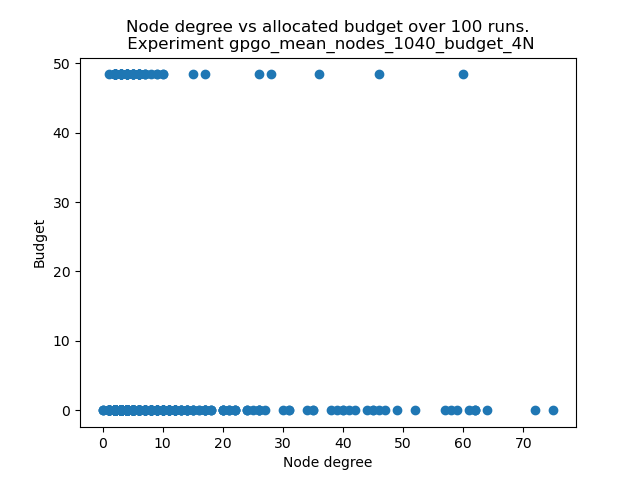 Node degree vs allocated budget over 100 runs.
Experiment gpgo_mean_nodes_1040_budget_4N
50
40
30
20
10
0
Budget
0 10 20 30 40 50 60 70
Node degree